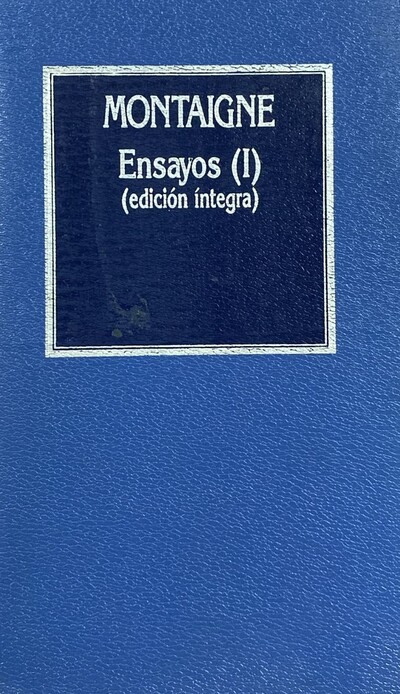 MONTAIGNE
Ensayos (I)
(edición íntegra)